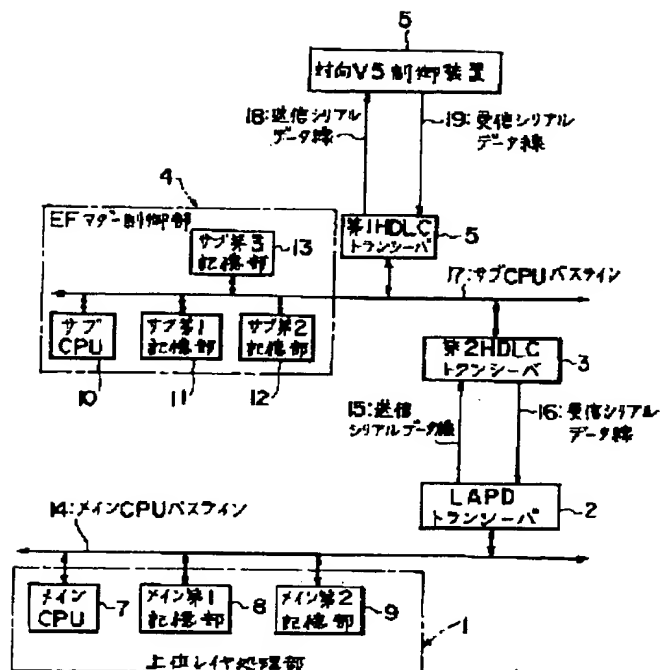 5
対向V5制御装置
18:送信シリアル
データ線
19:受信シリアル
データ線
4
EFマダー制御部
サブ第3
記憶部
13
第1HDLC
トランシーバ
5
17:サブCPUバスライン
サブ
CPU
サブ第1
記憶部
サブ第2
記憶部
10
11
12
第2HDLC
トランシーバ
3
15:送信
シリアルデータ線
16:受信シリアル
データ線
LAPD
トランシーバ
2
14:メインCPUバスライン
メイン
CPU
7
メイン第1
記憶部
8
メイン第2
記憶部
9
1
上位レイヤ処理部